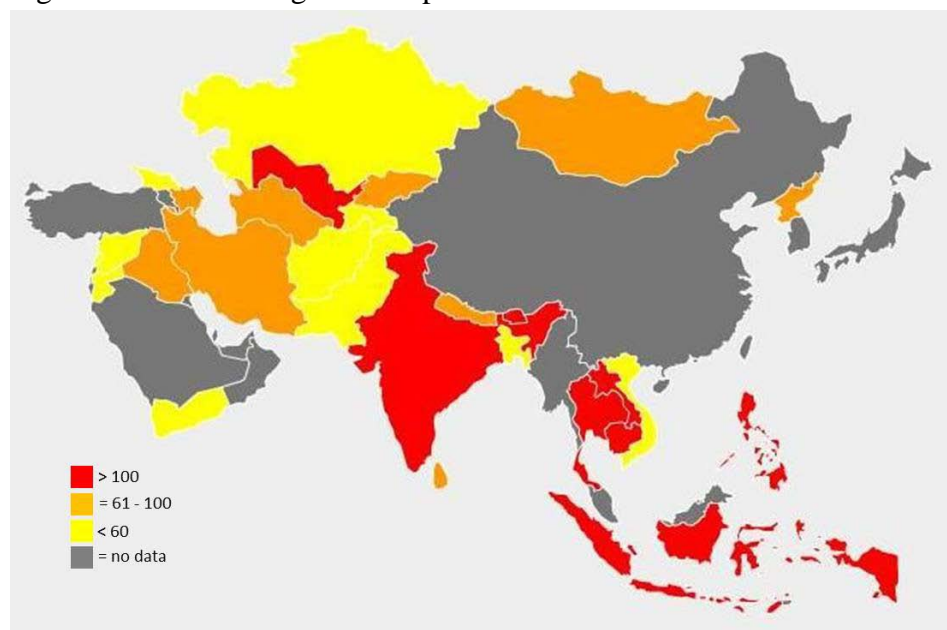 > 100
= 61 - 100
< 60
= no data